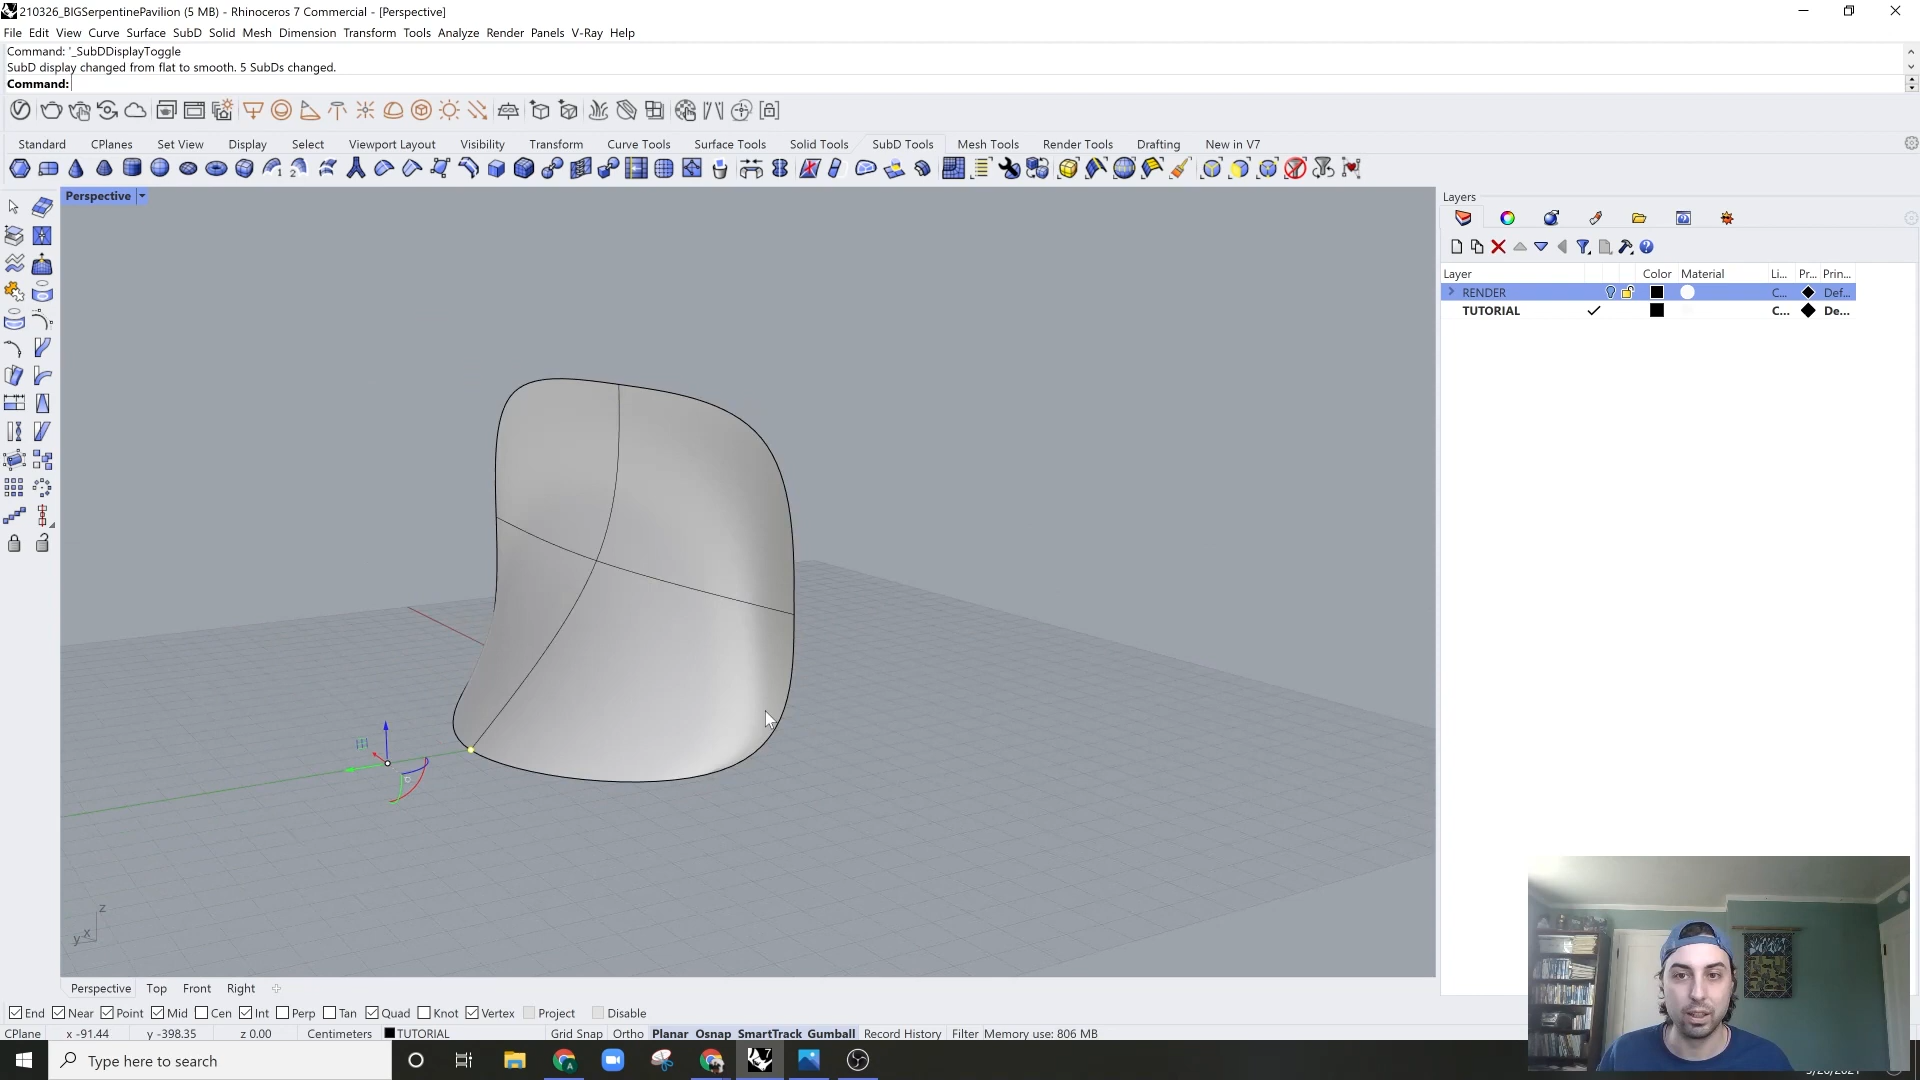 210326_BIGSerpentinePavilion (5 MB) - Rhinoceros 7 Commercial - [Perspective]
File Edit View Curve Surface SubD Solid Mesh Dimension Transform Tools Analyze Render Panels V-Ray Help
Command: '_SubDDisplayToggle
SubD display changed from flat to smooth. 5 SubDs changed.
Command:
Standard CPlanes Set View Display Select Viewport Layout Visibility Transform Curve Tools Surface Tools Solid Tools SubD Tools Mesh Tools Render Tools Drafting New in V7
Perspective
Layers
Layer Color Material Li... Pr... Prin...
RENDER C... Def...
TUTORIAL C... De...
z
y x
Perspective Top Front Right
End Near Point Mid Cen Int Perp Tan Quad Knot Vertex Project Disable
CPlane x -91.44 y -398.35 z 0.00 Centimeters TUTORIAL Grid Snap Ortho Planar Osnap SmartTrack Gumball Record History Filter Memory use: 806 MB
Type here to search